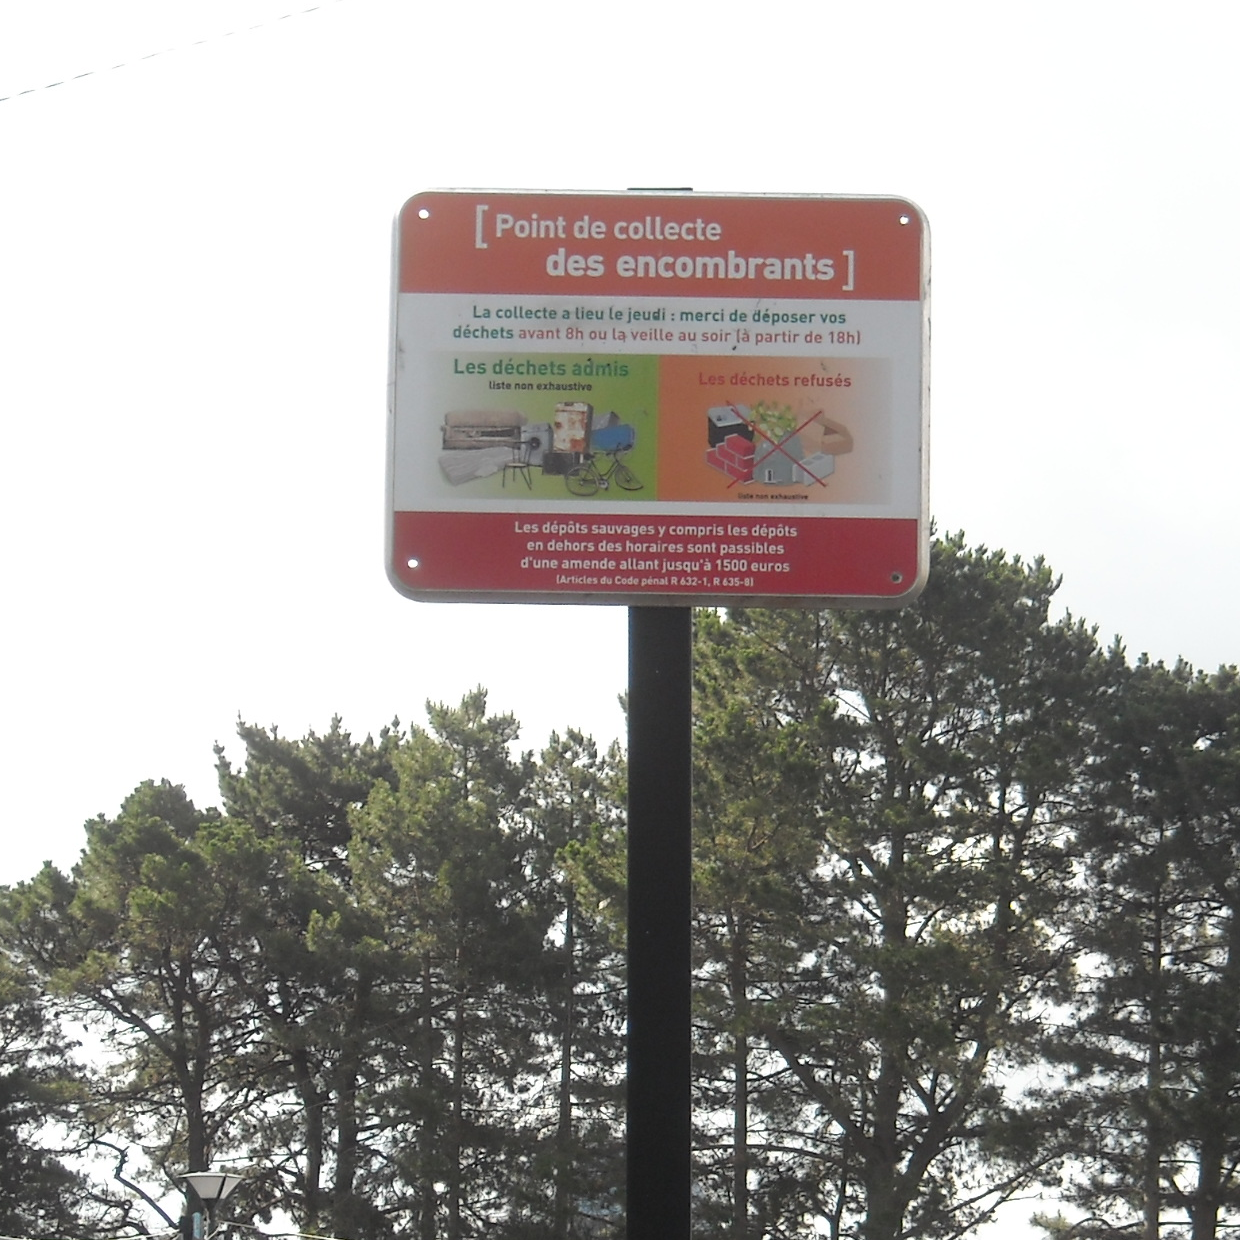 [ Point de collecte
des encombrants ]
La collecte a lieu le jeudi : merci de déposer vos
déchets avant 8h ou la veille au soir (à partir de 18h)
Les déchets admis
liste non exhaustive
Les déchets refusés
liste non exhaustive
Les dépôts sauvages y compris les dépôts
en dehors des horaires sont passibles
d'une amende allant jusqu'à 1500 euros
(Articles du Code pénal R 632-1, R 635-8)